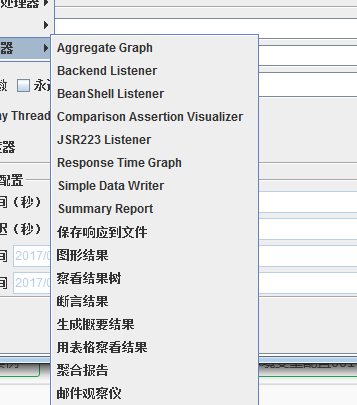 处理器
器
Aggregate Graph
Backend Listener
BeanShell Listener
数 永远
Comparison Assertion Visualizer
ay Thread
JSR223 Listener
器
Response Time Graph
配置
Simple Data Writer
间（秒）
Summary Report
（秒）
保存响应到文件
间 2017/0
图形结果
间 2017/0
察看结果树
断言结果
生成概要结果
用表格察看结果
聚合报告
邮件观察仪